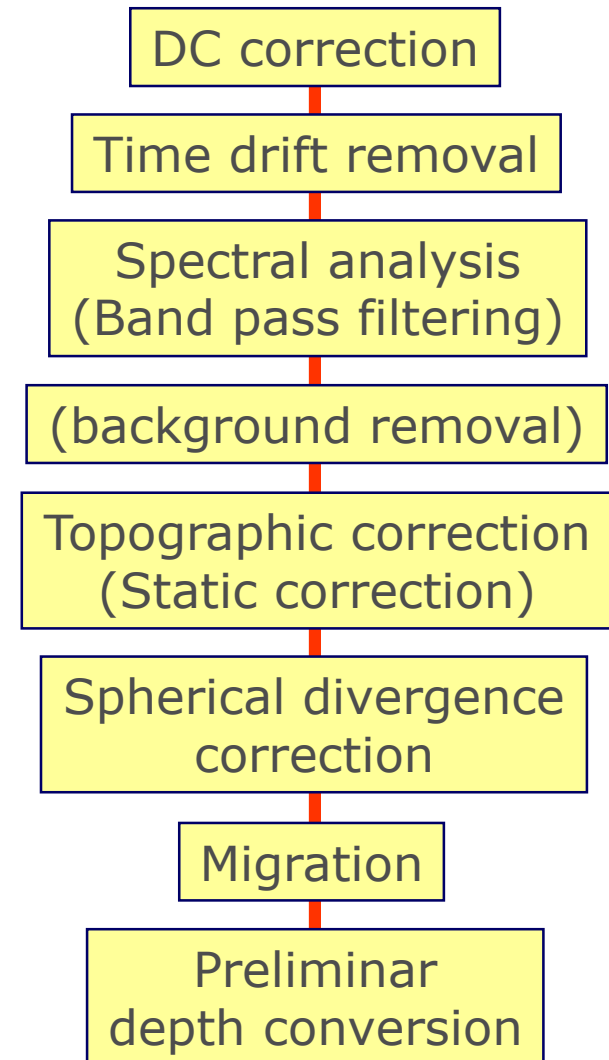 DC correction
Time drift removal
Spectral analysis
(Band pass filtering)
(background removal)
Topographic correction
(Static correction)
Spherical divergence
correction
Migration
Preliminar
depth conversion